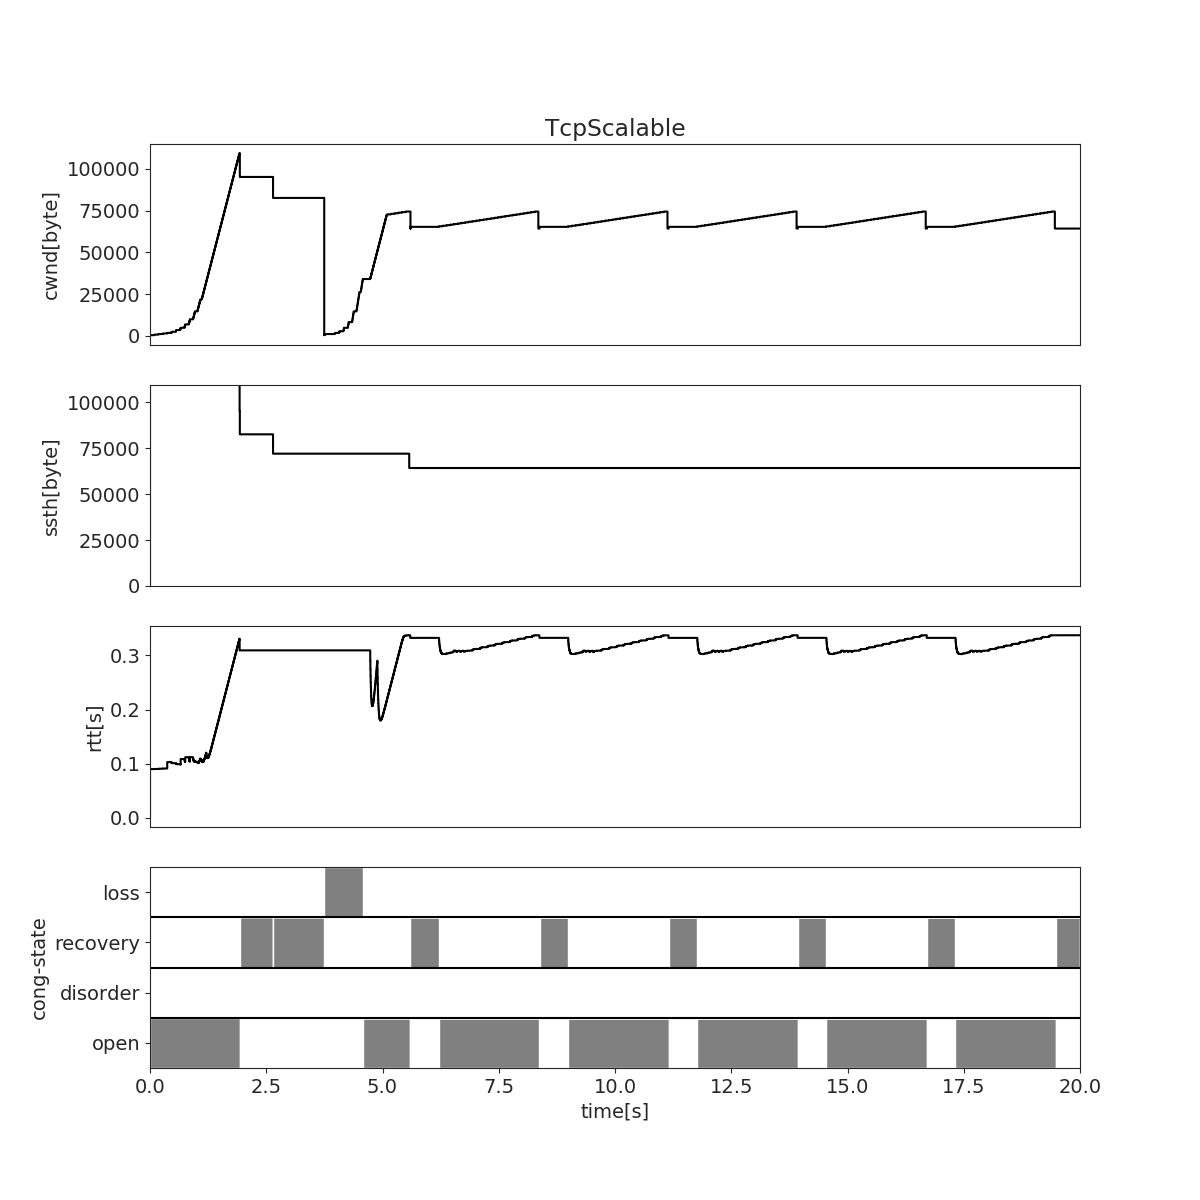 TcpScalable
100000
75000
50000
25000
0
cwnd[byte]
100000
75000
50000
25000
0
ssth[byte]
0.3
0.2
0.1
0.0
rtt[s]
loss
recovery
disorder
open
cong-state
0.0 2.5 5.0 7.5 10.0 12.5 15.0 17.5 20.0
time[s]